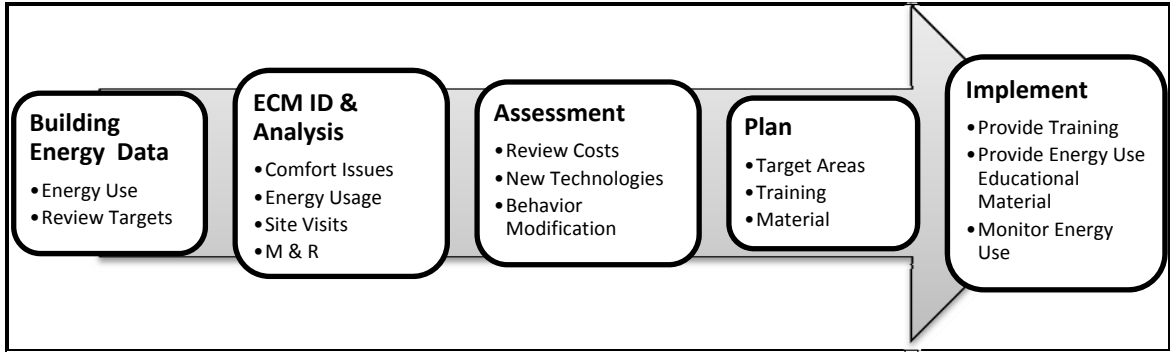 Building
Energy Data
•Energy Use
•Review Targets
ECM ID &
Analysis
•Comfort Issues
•Energy Usage
•Site Visits
•M & R
Assessment
•Review Costs
•New Technologies
•Behavior
Modification
Plan
•Target Areas
•Training
•Material
Implement
•Provide Training
•Provide Energy Use
Educational
Material
•Monitor Energy
Use